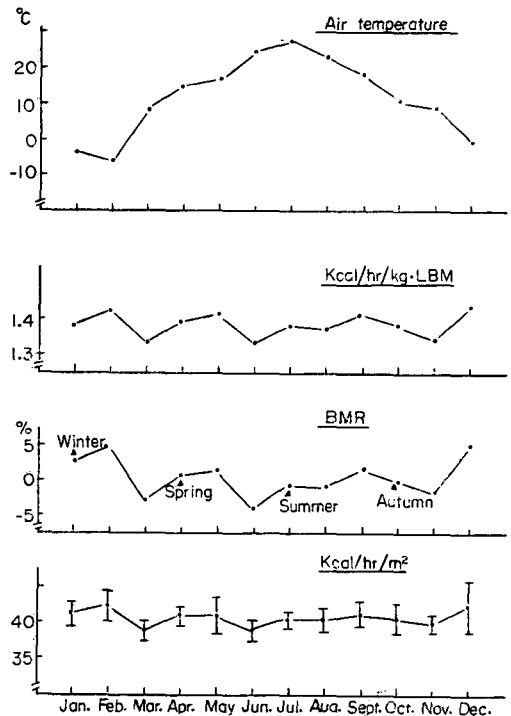 °C
Air temperature
20
10
0
-10
Kcal/hr/kg·LBM
1.4
1.3
BMR
%
5
0
-5
Winter
Spring
Summer
Autumn
Kcal/hr/m²
40
35
Jan. Feb. Mar. Apr. May Jun. Jul. Aug. Sept. Oct. Nov. Dec.